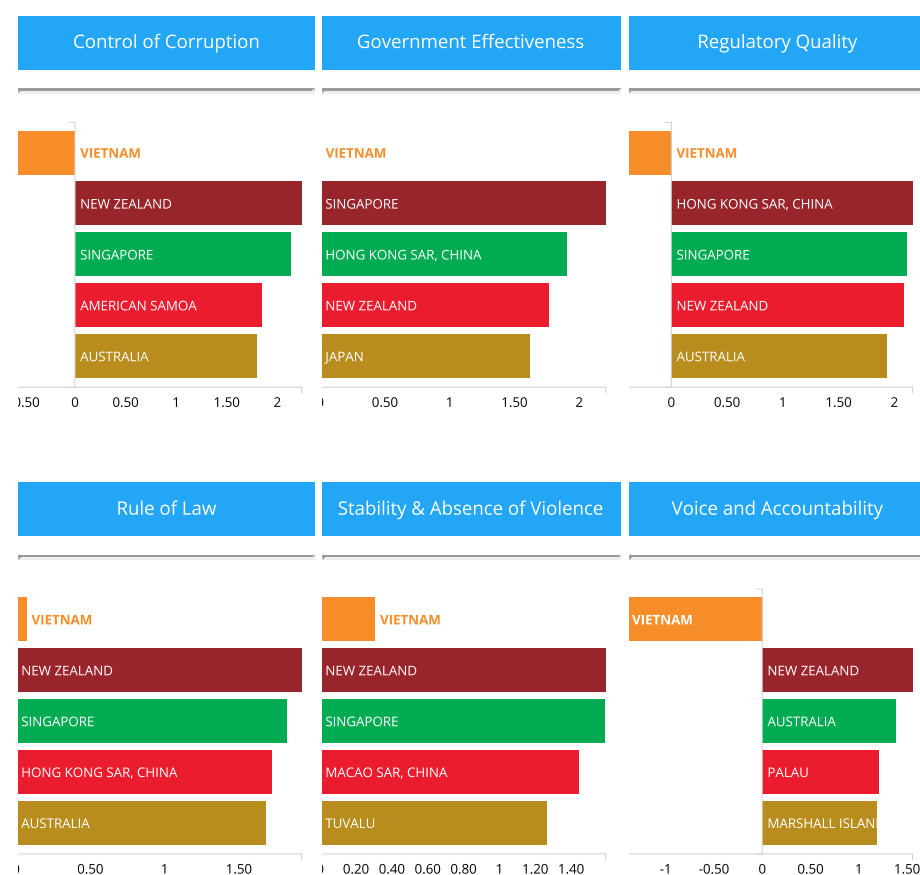 Control of Corruption
VIETNAM
NEW ZEALAND
SINGAPORE
AMERICAN SAMOA
AUSTRALIA
0 0.50 1 1.50 2
Government Effectiveness
VIETNAM
SINGAPORE
HONG KONG SAR, CHINA
NEW ZEALAND
JAPAN
0.50 1 1.50 2
Regulatory Quality
VIETNAM
HONG KONG SAR, CHINA
SINGAPORE
NEW ZEALAND
AUSTRALIA
0 0.50 1 1.50 2
Rule of Law
VIETNAM
NEW ZEALAND
SINGAPORE
HONG KONG SAR, CHINA
AUSTRALIA
0.50 1 1.50
Stability & Absence of Violence
VIETNAM
NEW ZEALAND
SINGAPORE
MACAO SAR, CHINA
TUVALU
0 0.20 0.40 0.60 0.80 1 1.20 1.40
Voice and Accountability
VIETNAM
NEW ZEALAND
AUSTRALIA
PALAU
MARSHALL ISLAN
-1 -0.50 0 0.50 1 1.50